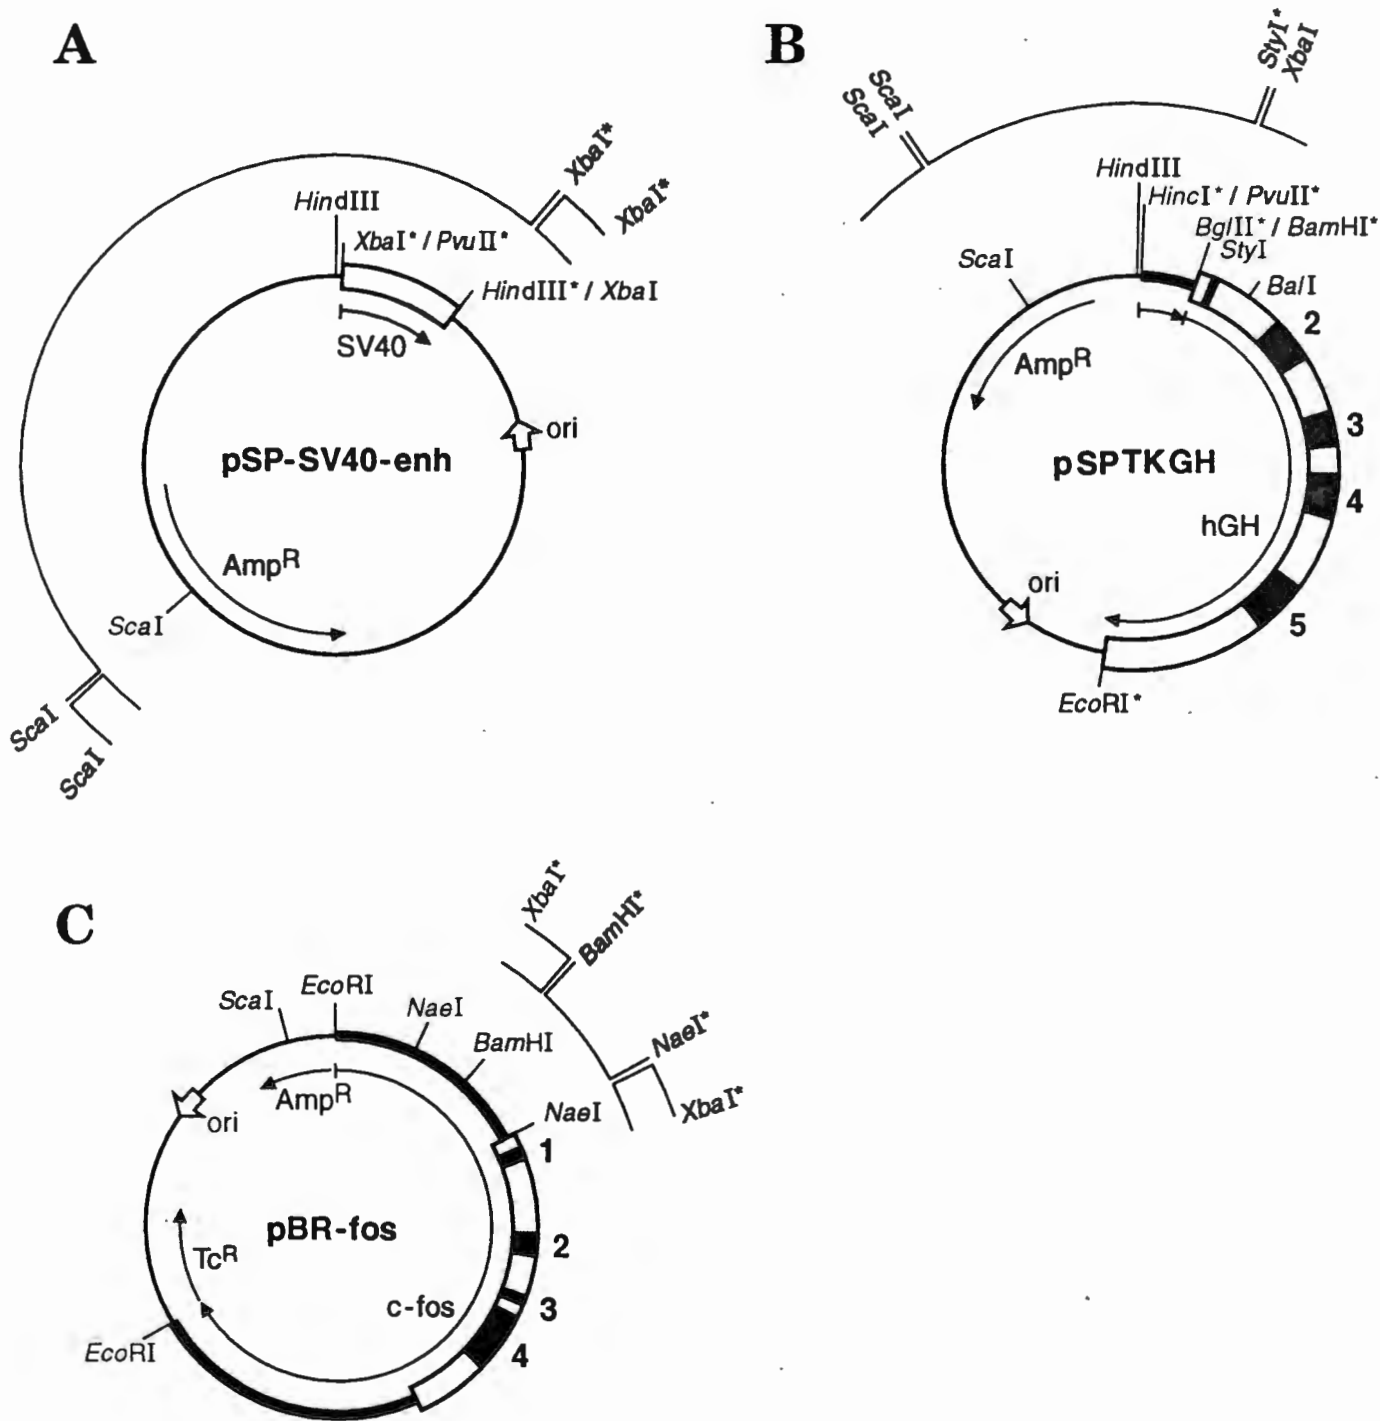 A
XbaI*
XbaI*
HindIII
XbaI* / PvuII*
HindIII* / XbaI
SV40
ori
pSP-SV40-enh
AmpR
ScaI
ScaI
ScaI
B
StyI*
XbaI
ScaI
ScaI
HindIII
HincI* / PvuII*
BglII* / BamHI*
StyI
ScaI
BalI
2
AmpR
3
pSPTKGH
4
hGH
ori
5
EcoRI*
C
XbaI*
BamHI*
EcoRI
ScaI
NaeI
BamHI
NaeI*
XbaI*
AmpR
ori
NaeI
1
pBR-fos
2
TcR
c-fos
3
EcoRI
4